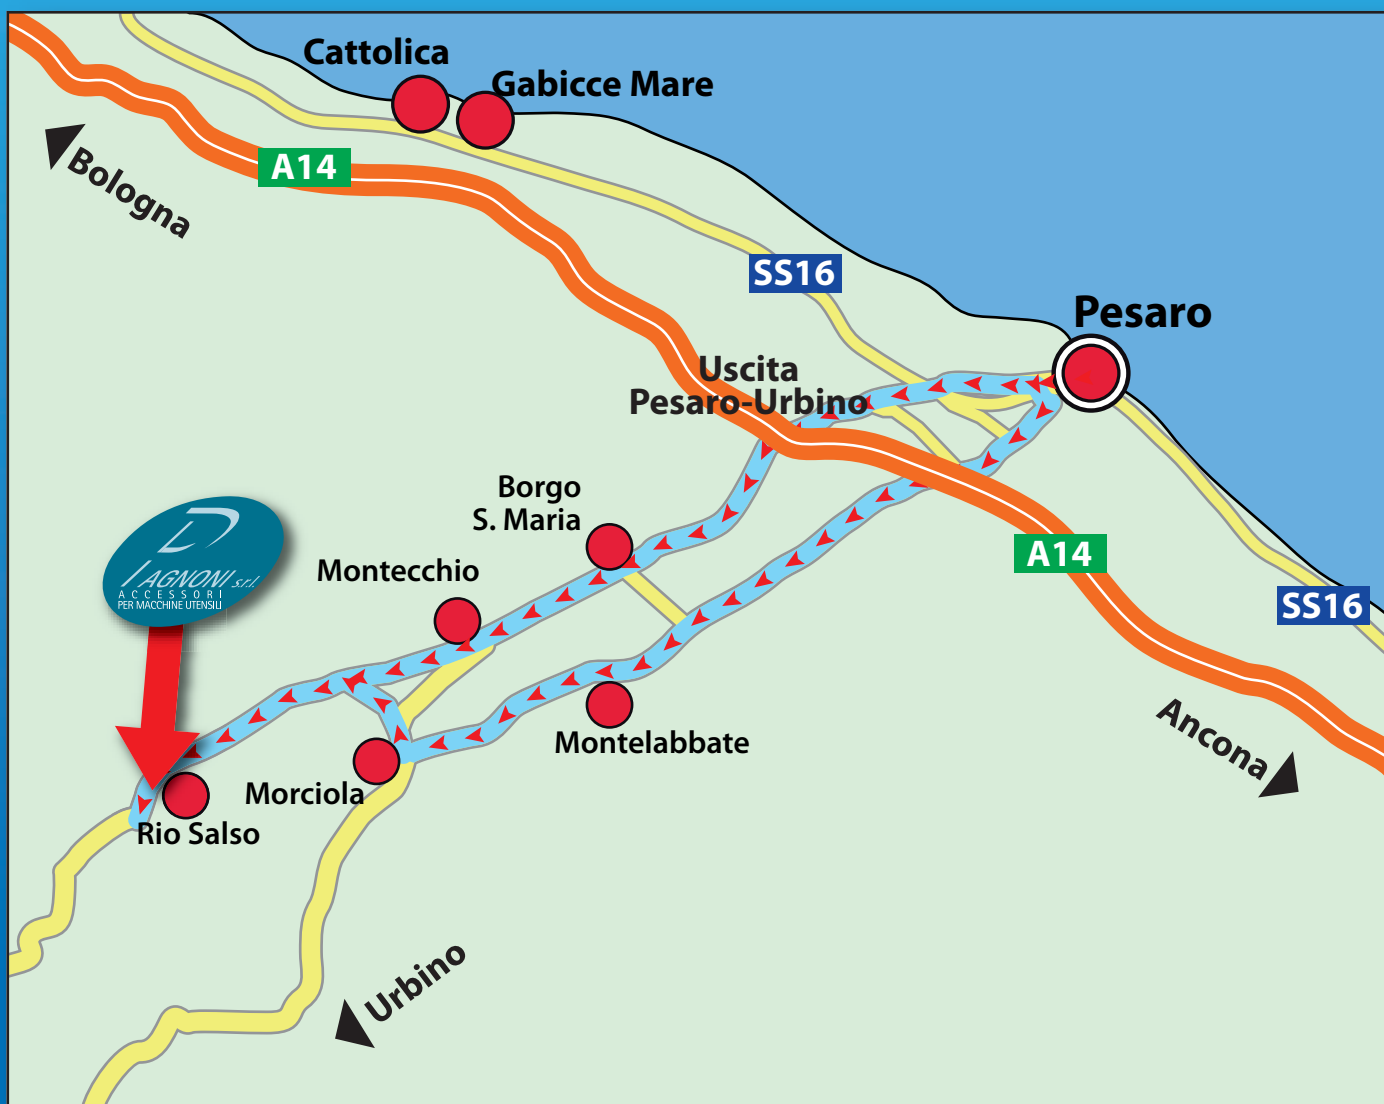 Cattolica
Gabicce Mare
A14
Bologna
SS16
Pesaro
Uscita
Pesaro-Urbino
Borgo
S. Maria
A14
Montecchio
SS16
AGNONI s.r.l.
ACCESSORI
PER MACCHINE UTENSILI
Ancona
Montelabbate
Morciola
Rio Salso
Urbino